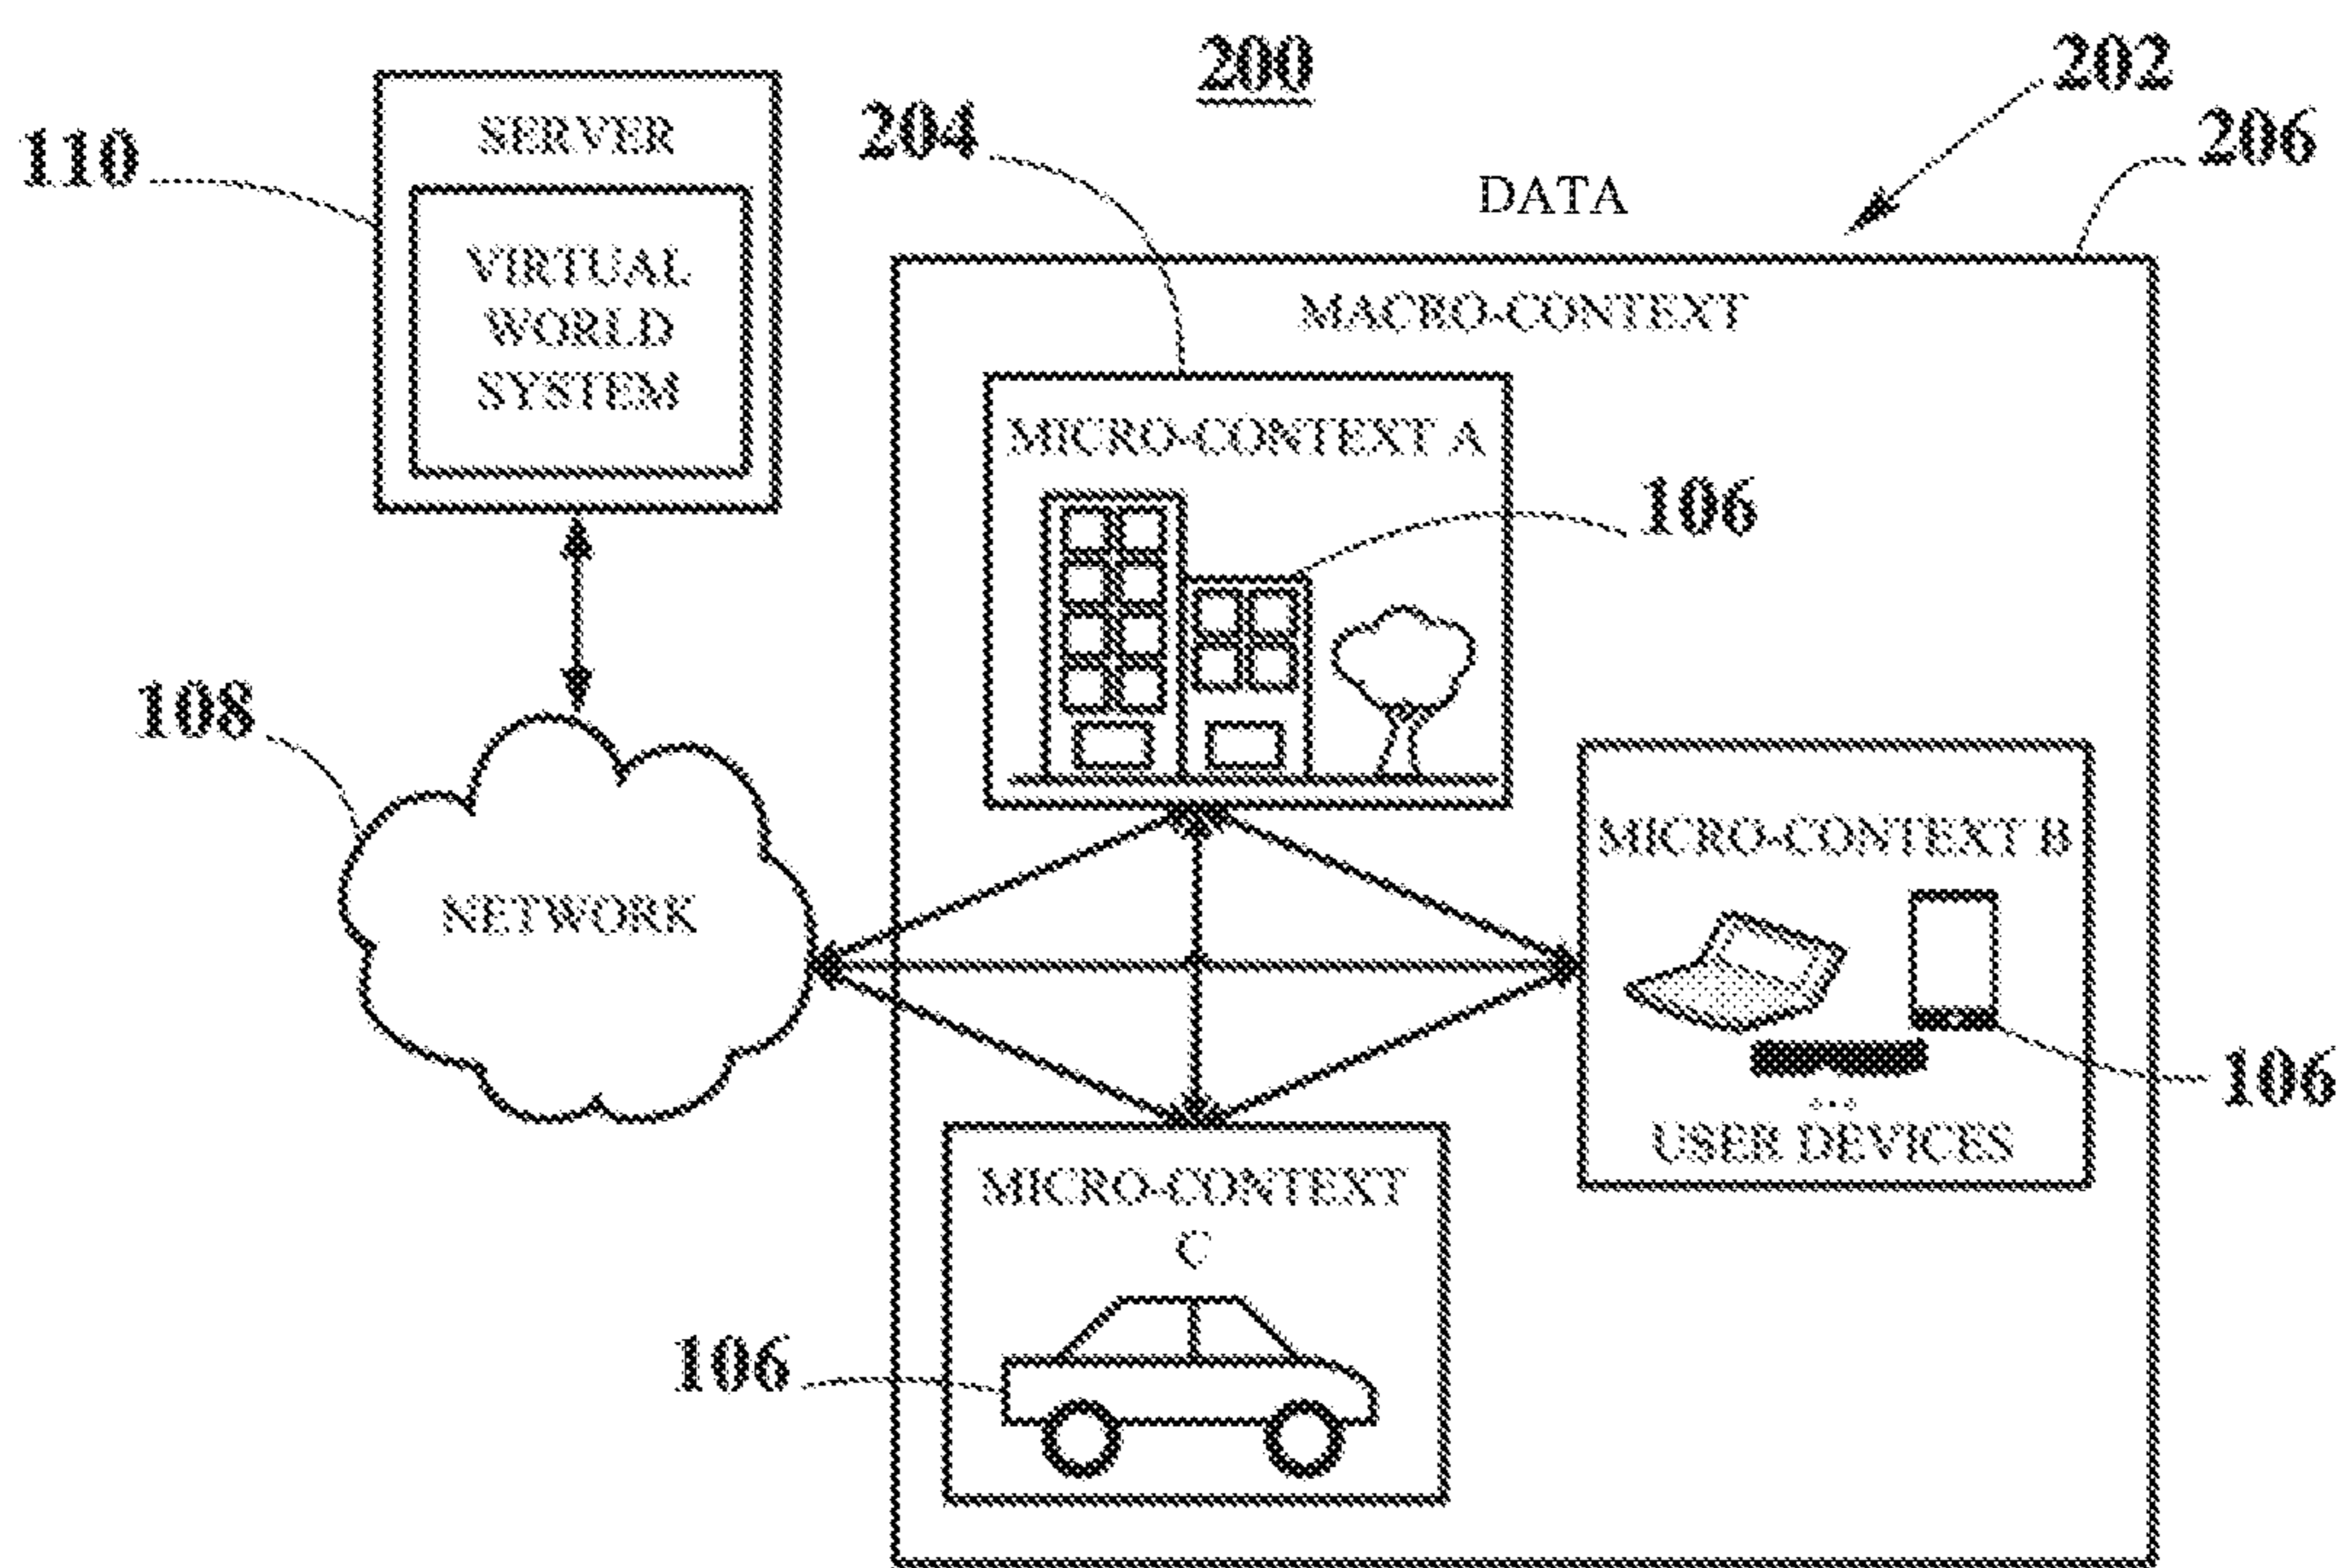 200
202
204
206
110
SERVER
VIRTUAL
WORLD
SYSTEM
DATA
MACRO-CONTEXT
MICRO-CONTEXT A
106
108
NETWORK
MICRO-CONTEXT B
...
USER DEVICES
106
MICRO-CONTEXT
C
106